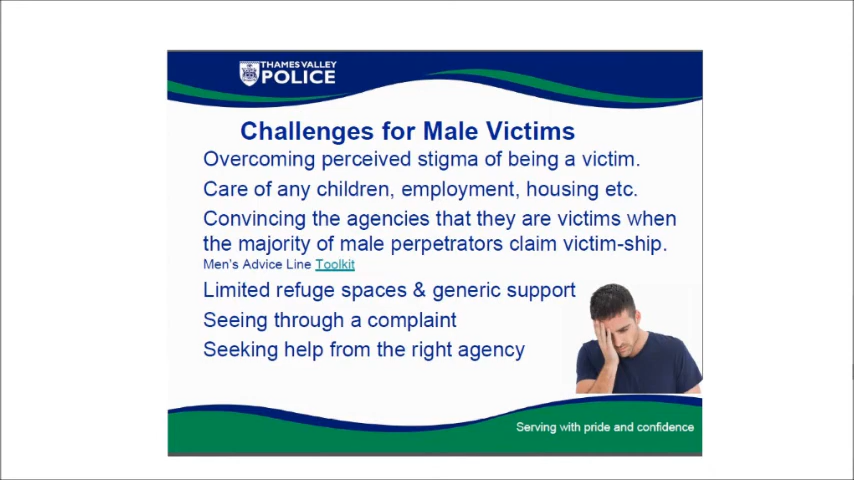 THAMES VALLEY
POLICE
Challenges for Male Victims
Overcoming perceived stigma of being a victim.
Care of any children, employment, housing etc.
Convincing the agencies that they are victims when
the majority of male perpetrators claim victim-ship.
Men's Advice Line Toolkit
Limited refuge spaces & generic support
Seeing through a complaint
Seeking help from the right agency
Serving with pride and confidence